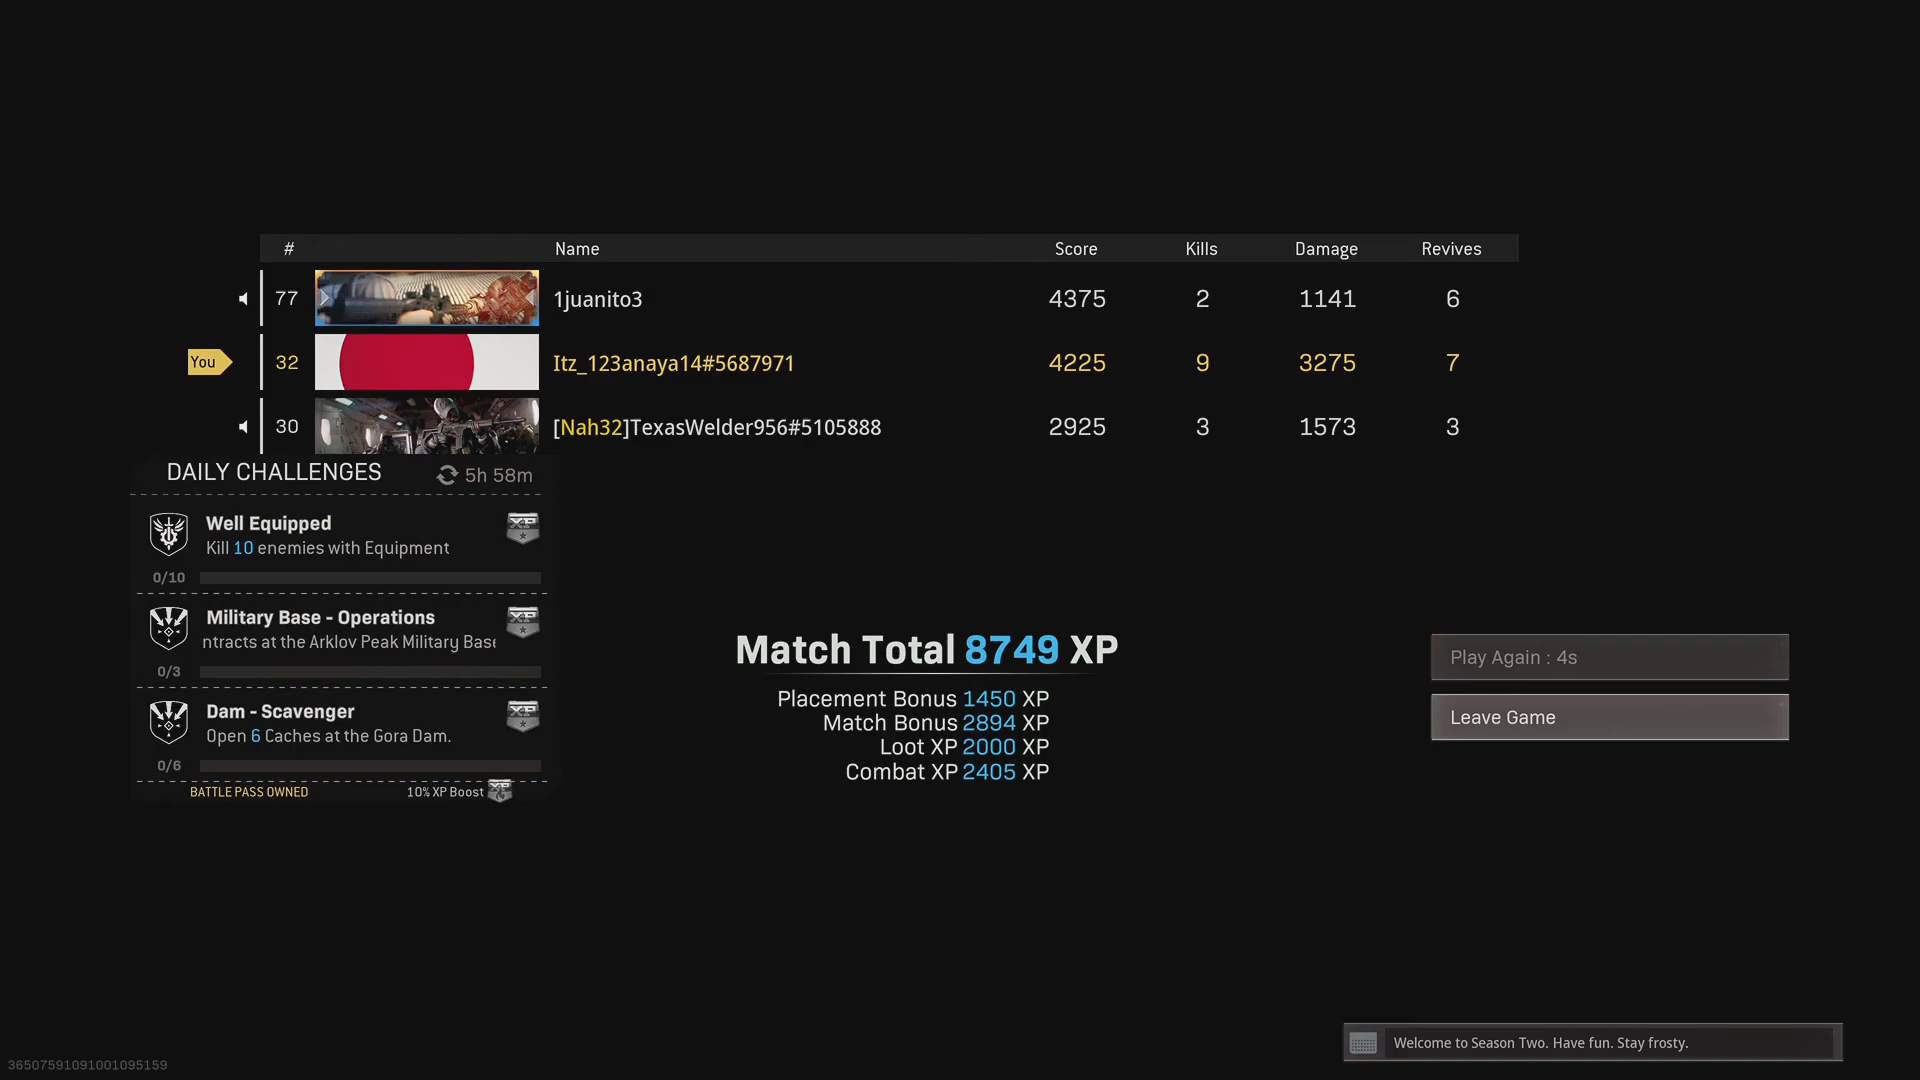 # Name Score Kills Damage Revives
77 1juanito3 4375 2 1141 6
You 32 Itz_123anaya14#5687971 4225 9 3275 7
30 [Nah32]TexasWelder956#5105888 2925 3 1573 3
DAILY CHALLENGES 5h 58m
Well Equipped XP
Kill 10 enemies with Equipment
0/10
Military Base - Operations XP
ntracts at the Arklov Peak Military Base
0/3
Dam - Scavenger XP
Open 6 Caches at the Gora Dam.
0/6
BATTLE PASS OWNED 10% XP Boost XP
Match Total 8749 XP
Placement Bonus 1450 XP
Match Bonus 2894 XP
Loot XP 2000 XP
Combat XP 2405 XP
Play Again : 4s
Leave Game
Welcome to Season Two. Have fun. Stay frosty.
36507591091001095159